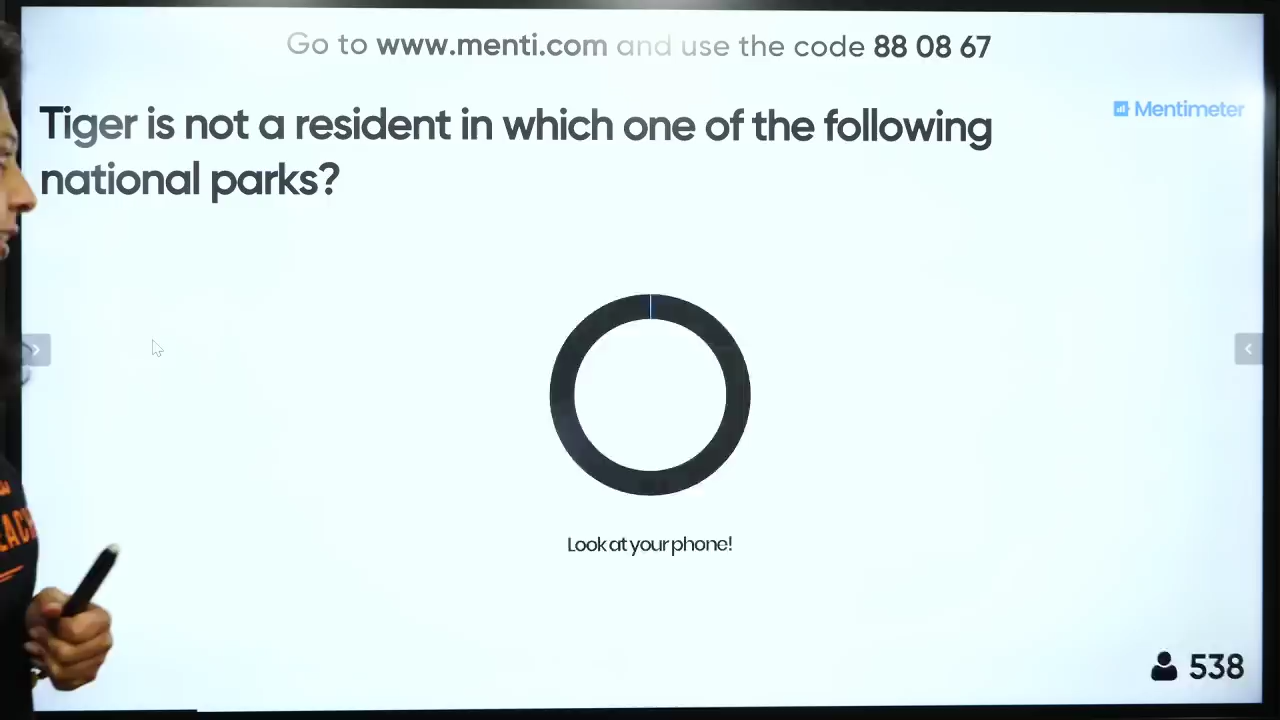 Go to www.menti.com and use the code 88 08 67
Mentimeter
Tiger is not a resident in which one of the following
national parks?
Look at your phone!
538